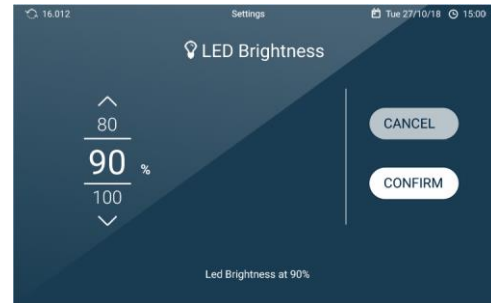 16.012 Settings Tue 27/10/18 15:00
LED Brightness
80
90 %
100
CANCEL
CONFIRM
Led Brightness at 90%